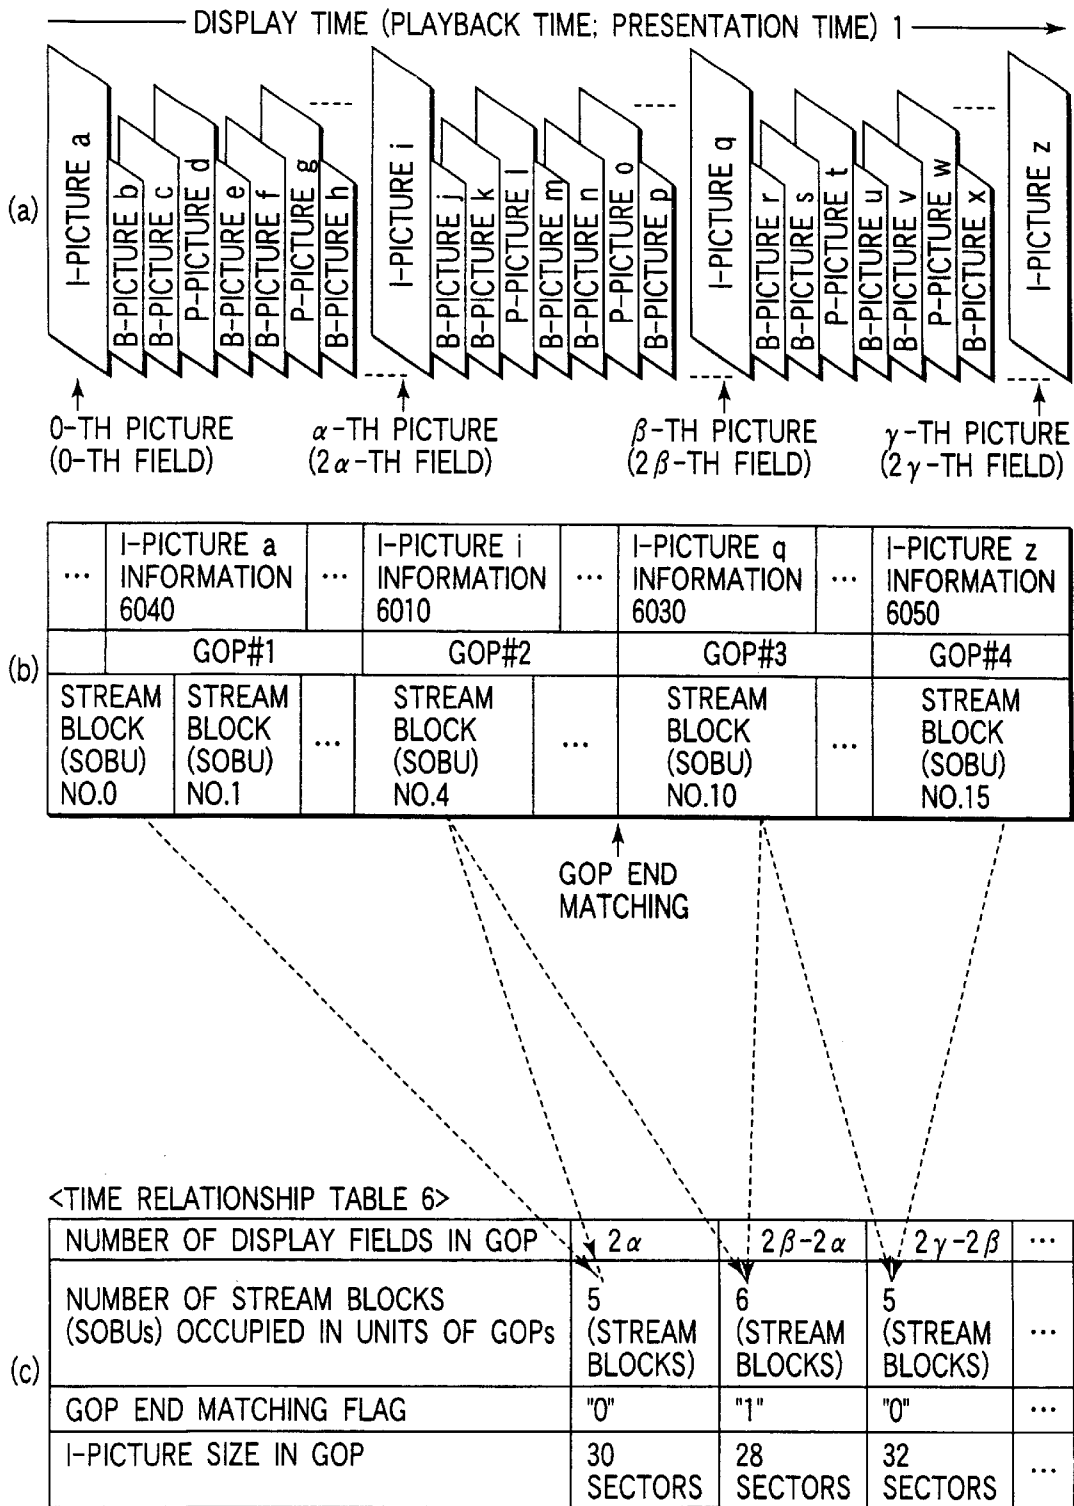 DISPLAY TIME (PLAYBACK TIME; PRESENTATION TIME) 1
(a)
I-PICTURE a
B-PICTURE b
B-PICTURE c
P-PICTURE d
B-PICTURE e
B-PICTURE f
P-PICTURE g
B-PICTURE h
I-PICTURE i
B-PICTURE j
B-PICTURE k
P-PICTURE l
B-PICTURE m
B-PICTURE n
P-PICTURE o
B-PICTURE p
I-PICTURE q
B-PICTURE r
B-PICTURE s
P-PICTURE t
B-PICTURE u
B-PICTURE v
P-PICTURE w
B-PICTURE x
I-PICTURE z
0-TH PICTURE
(0-TH FIELD)
α-TH PICTURE
(2α-TH FIELD)
β-TH PICTURE
(2β-TH FIELD)
γ-TH PICTURE
(2γ-TH FIELD)
(b)
...
I-PICTURE a
INFORMATION
6040
...
I-PICTURE i
INFORMATION
6010
...
I-PICTURE q
INFORMATION
6030
...
I-PICTURE z
INFORMATION
6050
GOP#1
GOP#2
GOP#3
GOP#4
STREAM
BLOCK
(SOBU)
NO.0
STREAM
BLOCK
(SOBU)
NO.1
...
STREAM
BLOCK
(SOBU)
NO.4
...
STREAM
BLOCK
(SOBU)
NO.10
...
STREAM
BLOCK
(SOBU)
NO.15
GOP END
MATCHING
<TIME RELATIONSHIP TABLE 6>
(c)
NUMBER OF DISPLAY FIELDS IN GOP
2α
2β-2α
2γ-2β
...
NUMBER OF STREAM BLOCKS
(SOBUs) OCCUPIED IN UNITS OF GOPs
5
(STREAM
BLOCKS)
6
(STREAM
BLOCKS)
5
(STREAM
BLOCKS)
...
GOP END MATCHING FLAG
"0"
"1"
"0"
...
I-PICTURE SIZE IN GOP
30
SECTORS
28
SECTORS
32
SECTORS
...